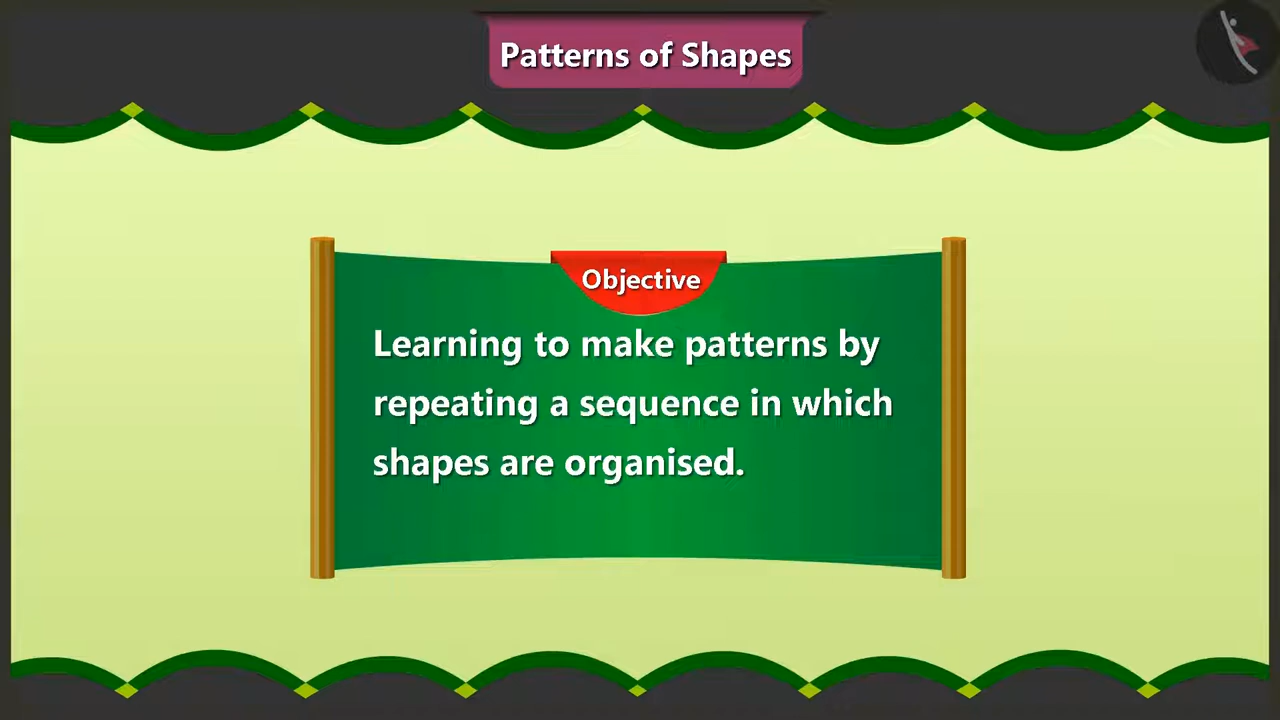 Patterns of Shapes
Objective
Learning to make patterns by
repeating a sequence in which
shapes are organised.